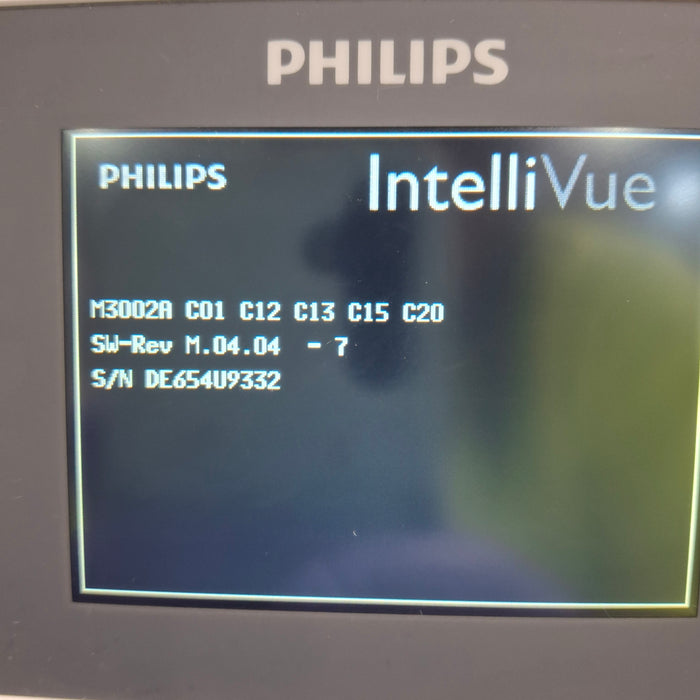 PHILIPS
PHILIPS IntelliVue
M3002A C01 C12 C13 C15 C20
SW-Rev M.04.04 - 7
S/N DE654U9332